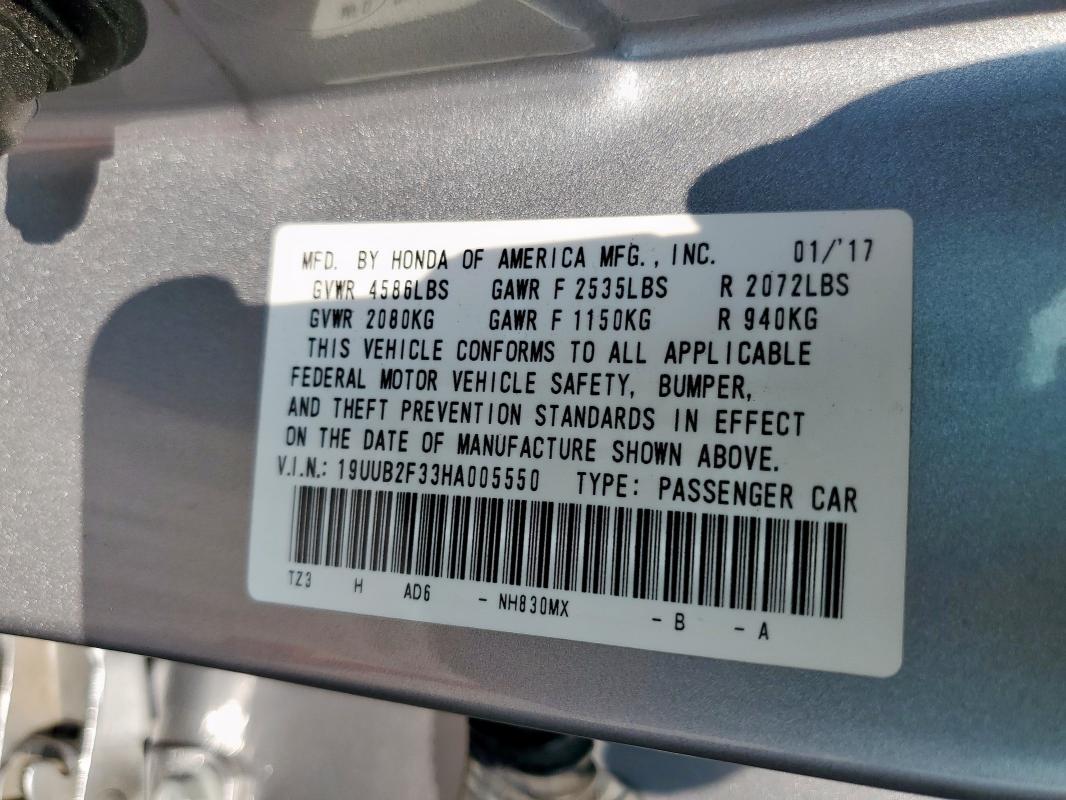 MFD. BY HONDA OF AMERICA MFG., INC. 01/'17
GVWR 4586LBS GAWR F 2535LBS R 2072LBS
GVWR 2080KG GAWR F 1150KG R 940KG
THIS VEHICLE CONFORMS TO ALL APPLICABLE
FEDERAL MOTOR VEHICLE SAFETY, BUMPER,
AND THEFT PREVENTION STANDARDS IN EFFECT
ON THE DATE OF MANUFACTURE SHOWN ABOVE.
V.I.N.: 19UUB2F33HA005550 TYPE: PASSENGER CAR
TZ3 H AD6 - NH830MX - B - A